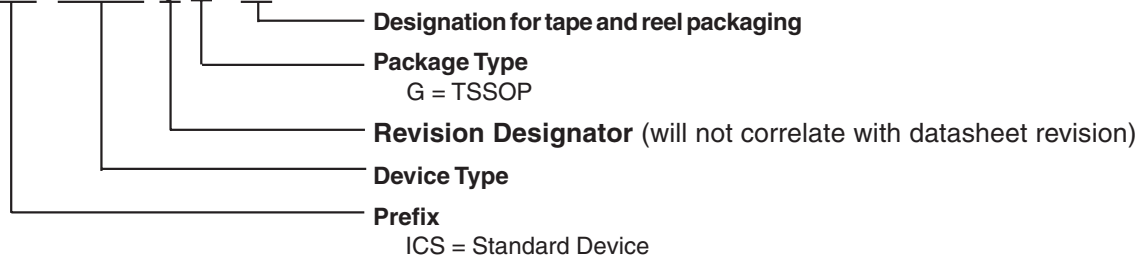 Designation for tape and reel packaging
Package Type
G = TSSOP
Revision Designator (will not correlate with datasheet revision)
Device Type
Prefix
ICS = Standard Device